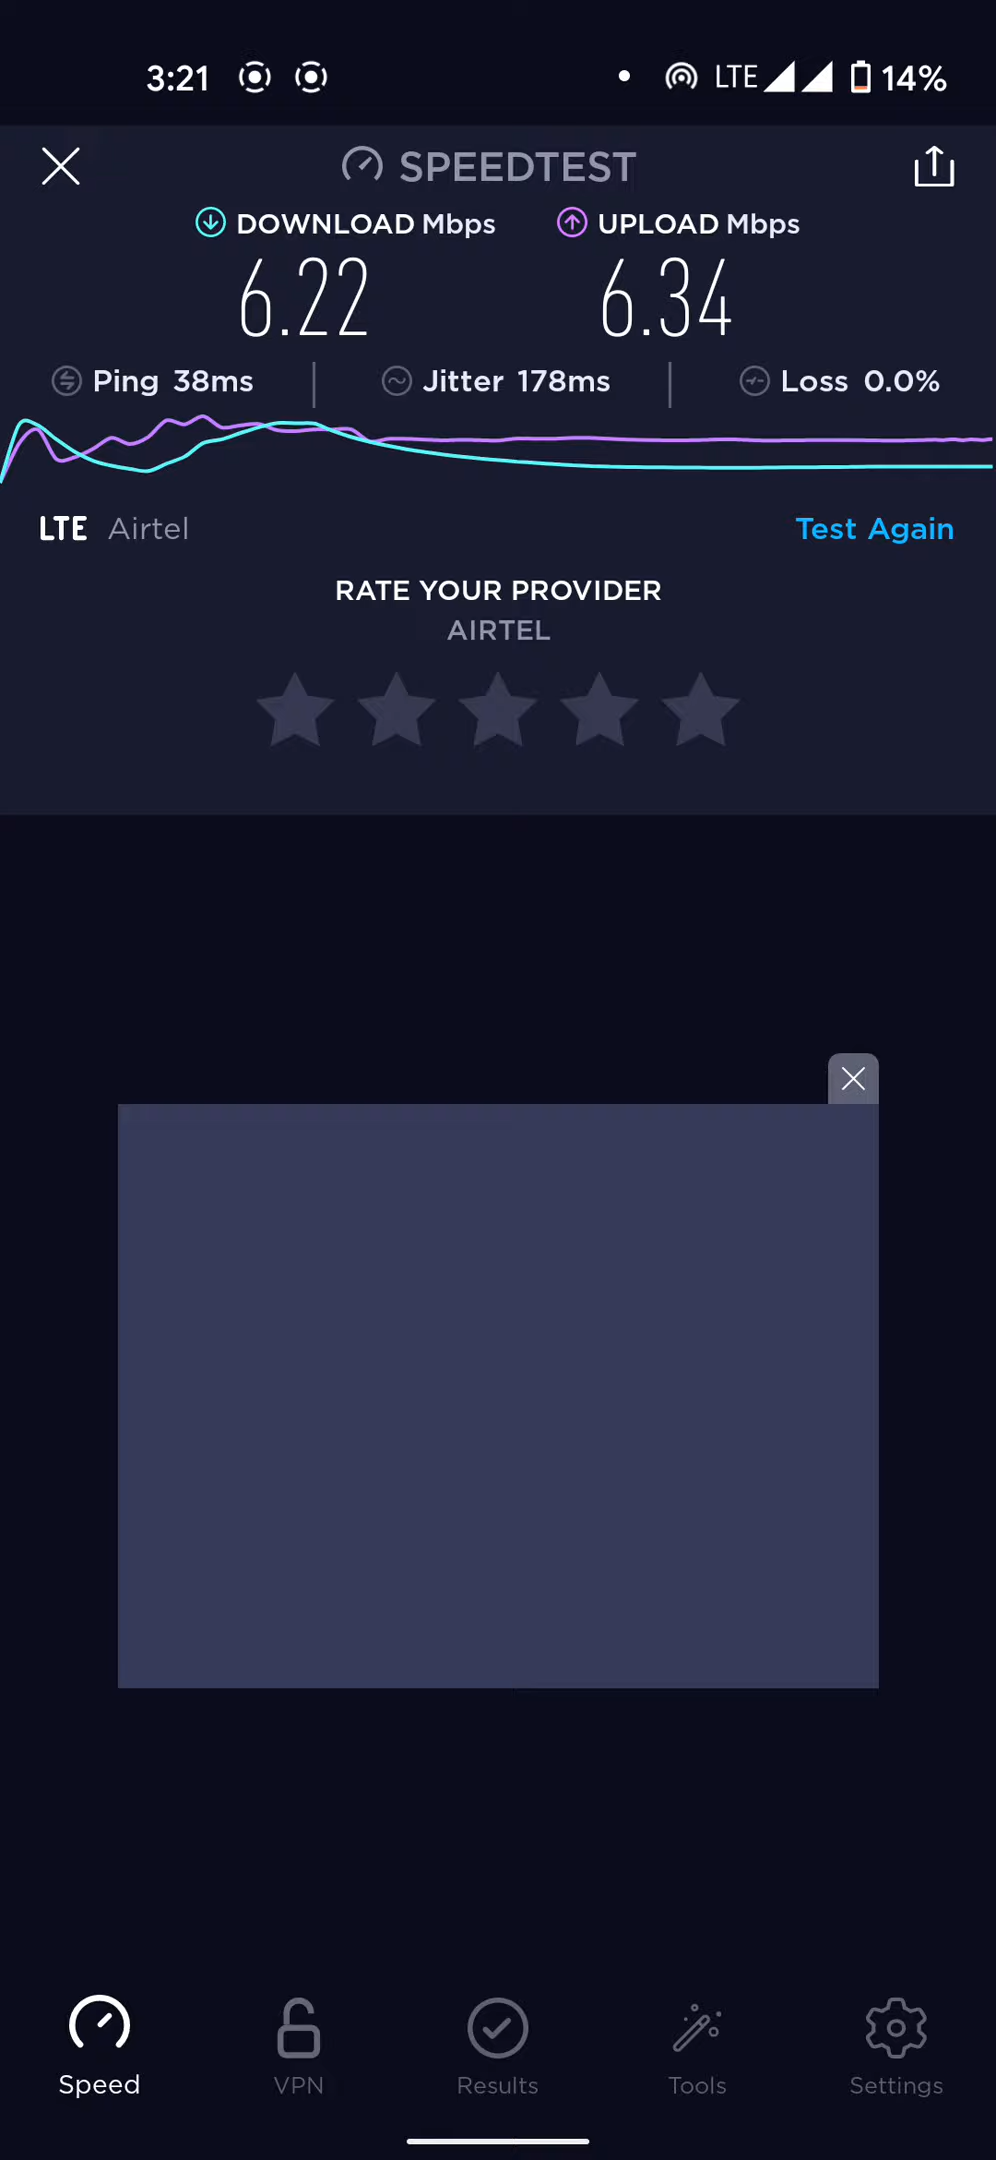 3:21 LTE 14%
SPEEDTEST
DOWNLOAD Mbps UPLOAD Mbps
6.22 6.34
Ping 38ms Jitter 178ms Loss 0.0%
LTE Airtel Test Again
RATE YOUR PROVIDER
AIRTEL
Speed VPN Results Tools Settings